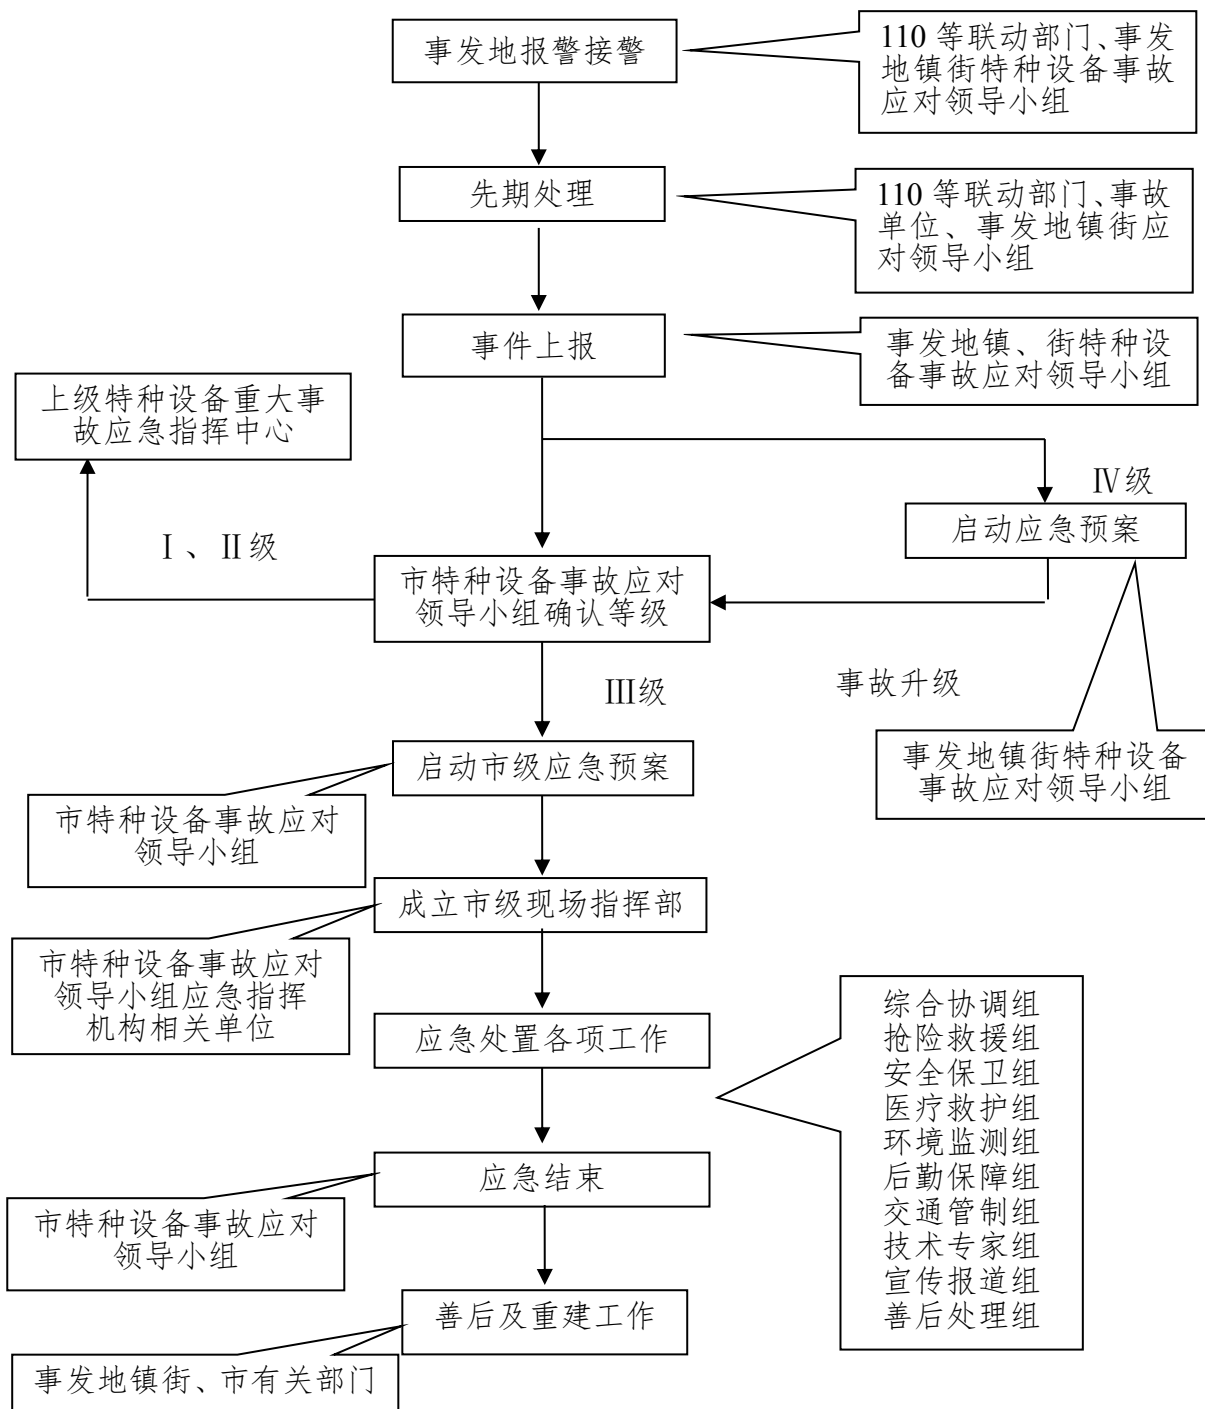 事发地报警接警
110 等联动部门、事发
地镇街特种设备事故
应对领导小组
先期处理
110 等联动部门、事故
单位、事发地镇街应
对领导小组
事件上报
事发地镇、街特种设
备事故应对领导小组
上级特种设备重大事
故应急指挥中心
Ⅳ级
启动应急预案
Ⅰ、Ⅱ级
市特种设备事故应对
领导小组确认等级
Ⅲ级
事故升级
启动市级应急预案
事发地镇街特种设备
事故应对领导小组
市特种设备事故应对
领导小组
成立市级现场指挥部
市特种设备事故应对
领导小组应急指挥
机构相关单位
应急处置各项工作
综合协调组
抢险救援组
安全保卫组
医疗救护组
环境监测组
后勤保障组
交通管制组
技术专家组
宣传报道组
善后处理组
应急结束
市特种设备事故应对
领导小组
善后及重建工作
事发地镇街、市有关部门